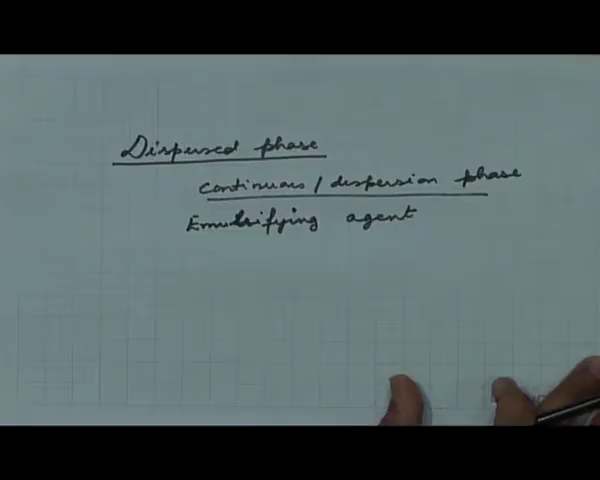 Dispersed phase
continuous / dispersion phase
Emulsifying agent